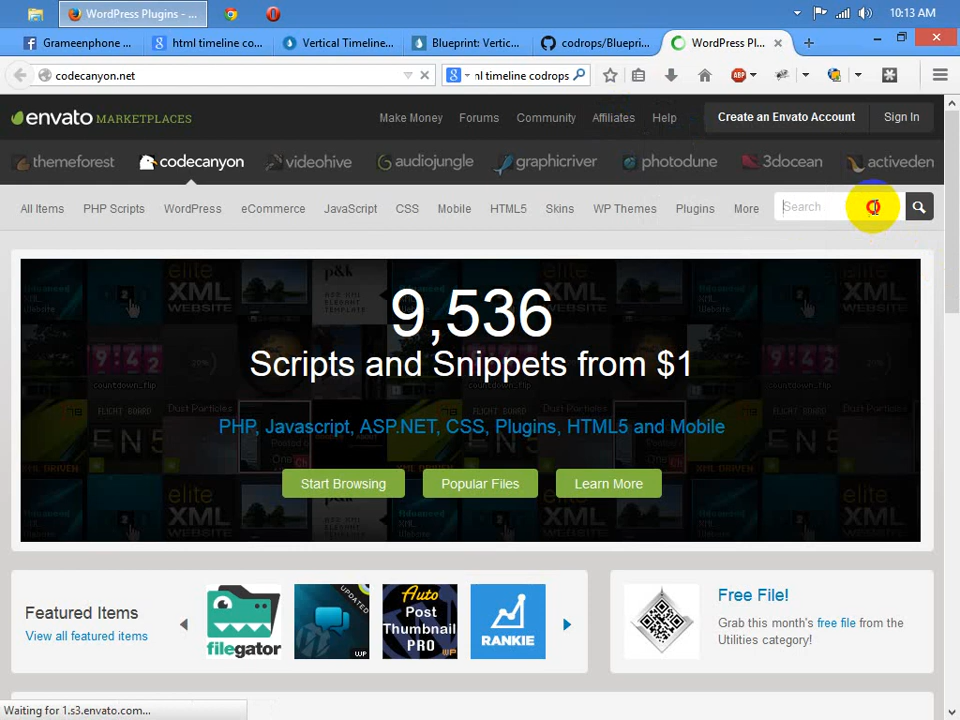 WordPress Plugins - ...
10:13 AM
Grameenphone ...
html timeline co...
Vertical Timeline...
Blueprint: Vertic...
codrops/Bluepri...
WordPress Pl...
codecanyon.net
nl timeline codrops
ABP
envato MARKETPLACES
Make Money
Forums
Community
Affiliates
Help
Create an Envato Account
Sign In
themeforest
codecanyon
videohive
audiojungle
graphicriver
photodune
3docean
activeden
All Items
PHP Scripts
WordPress
eCommerce
JavaScript
CSS
Mobile
HTML5
Skins
WP Themes
Plugins
More
Search
9,536
Scripts and Snippets from $1
PHP, Javascript, ASP.NET, CSS, Plugins, HTML5 and Mobile
Start Browsing
Popular Files
Learn More
Featured Items
View all featured items
filegator
UPDATED
WP
Auto
Post
Thumbnail
PRO
WP
RANKIE
Free File!
Grab this month's free file from the
Utilities category!
Waiting for 1.s3.envato.com...